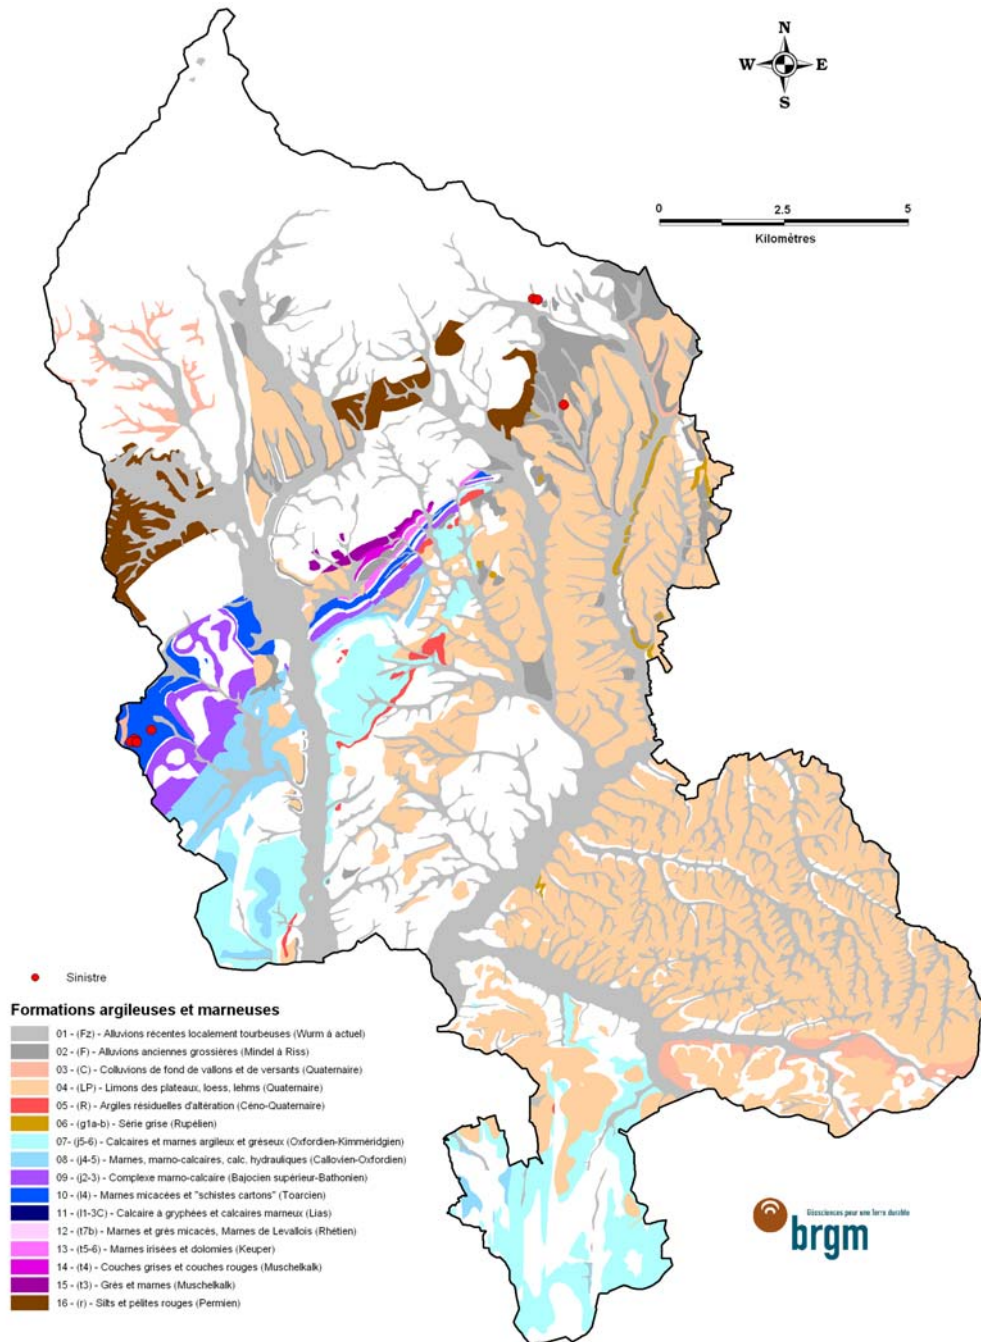 N
W E
S
0 2.5 5
Kilomètres
Sinistre
Formations argileuses et marneuses
01 - (Fz) - Alluvions récentes localement tourbeuses (Wurm à actuel)
02 - (F) - Alluvions anciennes grossières (Mindel à Riss)
03 - (C) - Colluvions de fond de vallons et de versants (Quaternaire)
04 - (LP) - Limons des plateaux, loess, lehms (Quaternaire)
05 - (R) - Argiles résiduelles d'altération (Céno-Quaternaire)
06 - (g1a-b) - Série grise (Rupélien)
07- (j5-6) - Calcaires et marnes argileux et gréseux (Oxfordien-Kimméridgien)
08 - (j4-5) - Marnes, marno-calcaires, calc. hydrauliques (Callovien-Oxfordien)
09 - (j2-3) - Complexe marno-calcaire (Bajocien supérieur-Bathonien)
10 - (l4) - Marnes micacées et "schistes cartons" (Toarcien)
11 - (l1-3C) - Calcaire à gryphées et calcaires marneux (Lias)
12 - (t7b) - Marnes et grès micacés, Marnes de Levallois (Rhétien)
13 - (t5-6) - Marnes irisées et dolomies (Keuper)
14 - (t4) - Couches grises et couches rouges (Muschelkalk)
15 - (t3) - Grès et marnes (Muschelkalk)
16 - (r) - Silts et pélites rouges (Permien)
Géosciences pour une Terre durable
brgm